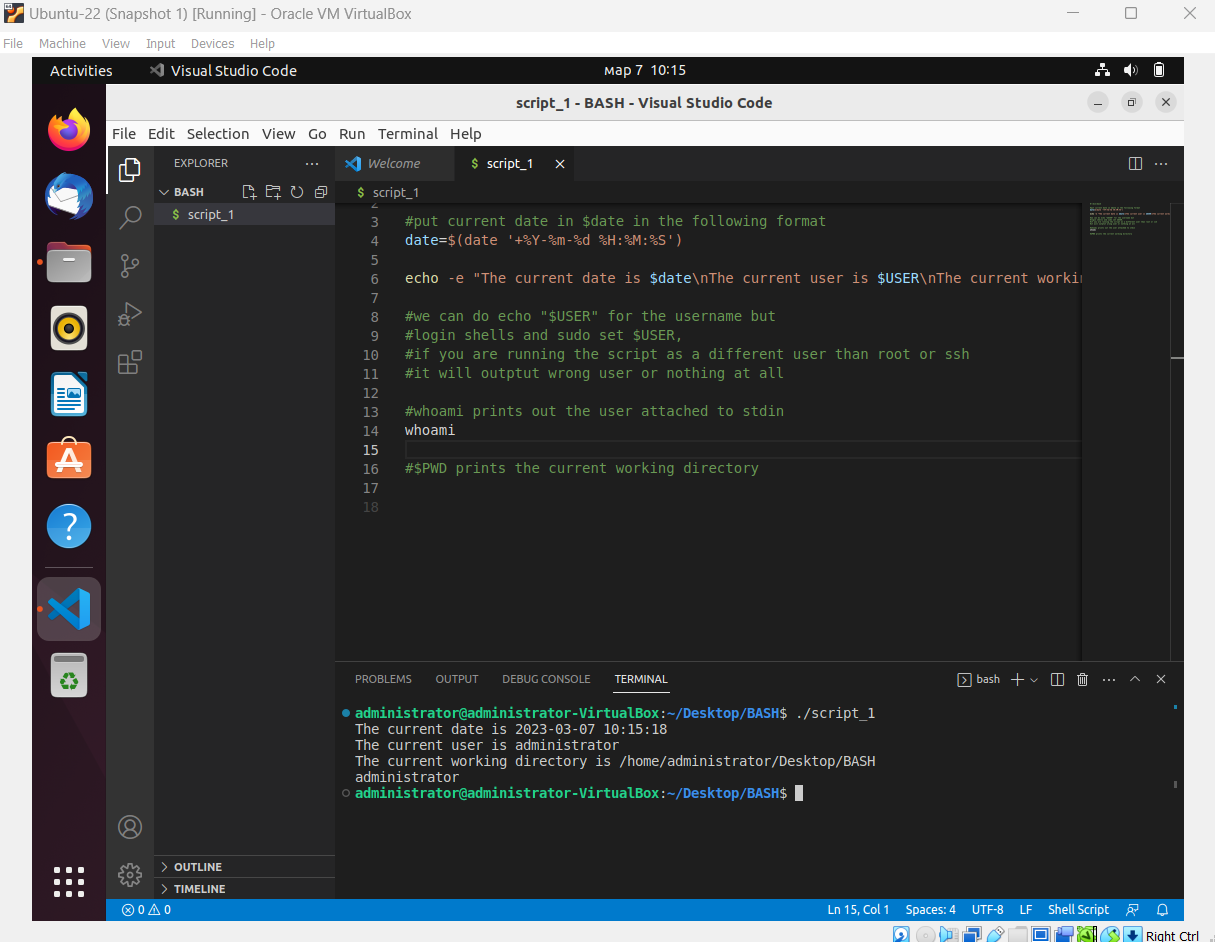 Ubuntu-22 (Snapshot 1) [Running] - Oracle VM VirtualBox
File Machine View Input Devices Help
Activities Visual Studio Code мар 7 10:15
script_1 - BASH - Visual Studio Code
File Edit Selection View Go Run Terminal Help
EXPLORER ... Welcome $ script_1
BASH $ script_1
$ script_1
2
3 #put current date in $date in the following format
4 date=$(date '+%Y-%m-%d %H:%M:%S')
5
6 echo -e "The current date is $date\nThe current user is $USER\nThe current workin
7
8 #we can do echo "$USER" for the username but
9 #login shells and sudo set $USER,
10 #if you are running the script as a different user than root or ssh
11 #it will outptut wrong user or nothing at all
12
13 #whoami prints out the user attached to stdin
14 whoami
15
16 #$PWD prints the current working directory
17
18
PROBLEMS OUTPUT DEBUG CONSOLE TERMINAL bash
administrator@administrator-VirtualBox:~/Desktop/BASH$ ./script_1
The current date is 2023-03-07 10:15:18
The current user is administrator
The current working directory is /home/administrator/Desktop/BASH
administrator
administrator@administrator-VirtualBox:~/Desktop/BASH$
OUTLINE
TIMELINE
0 0 Ln 15, Col 1 Spaces: 4 UTF-8 LF Shell Script
Right Ctrl